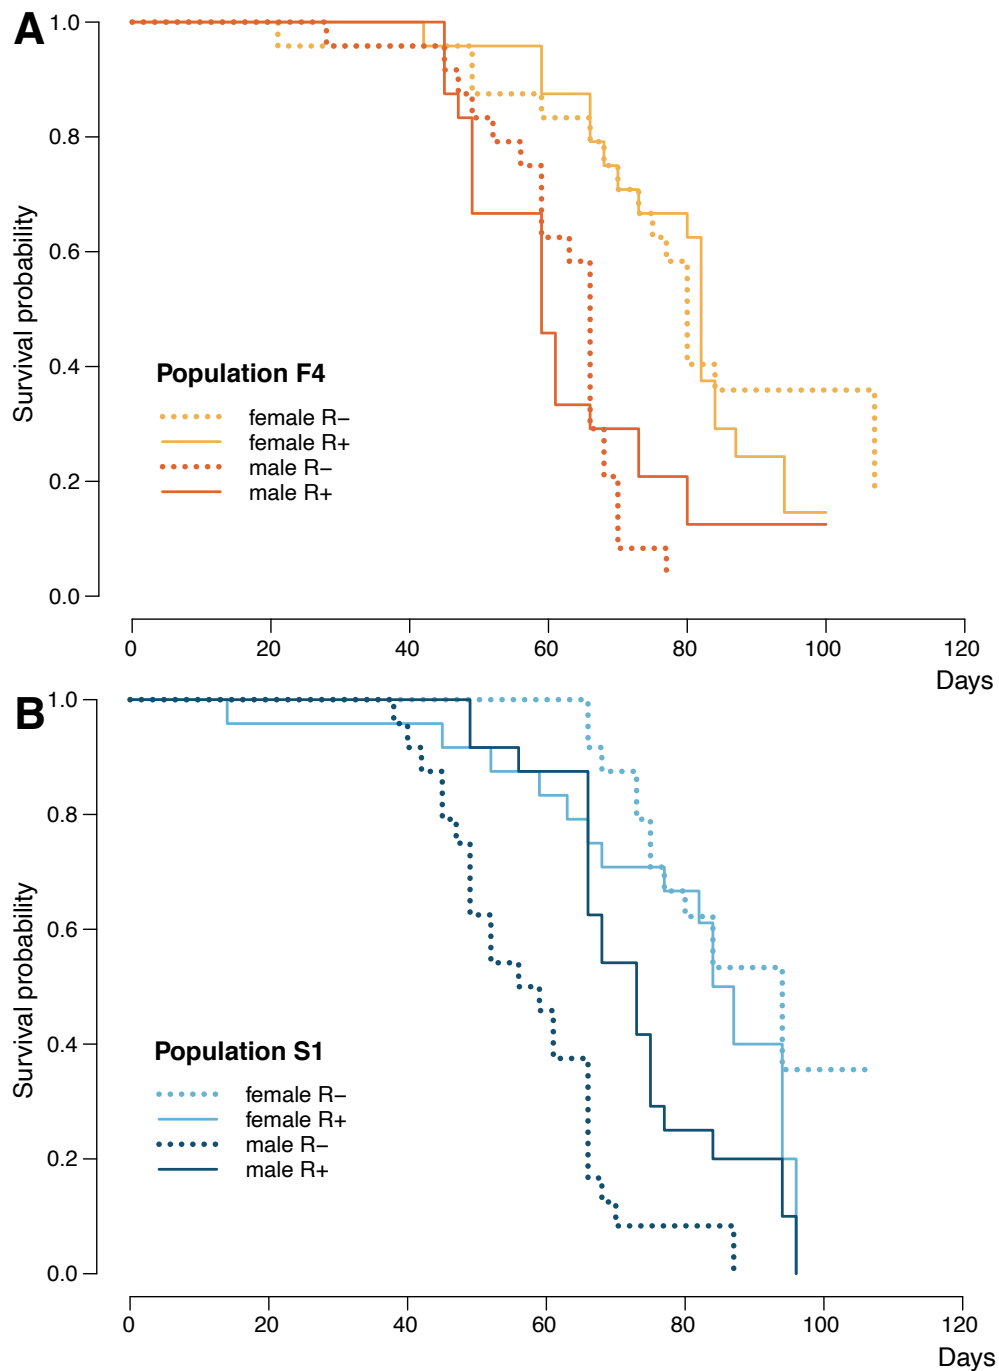 A
1.0
0.8
0.6
0.4
0.2
0.0
Survival probability
Population F4
female R−
female R+
male R−
male R+
0 20 40 60 80 100 120
Days
B
1.0
0.8
0.6
0.4
0.2
0.0
Survival probability
Population S1
female R−
female R+
male R−
male R+
0 20 40 60 80 100 120
Days